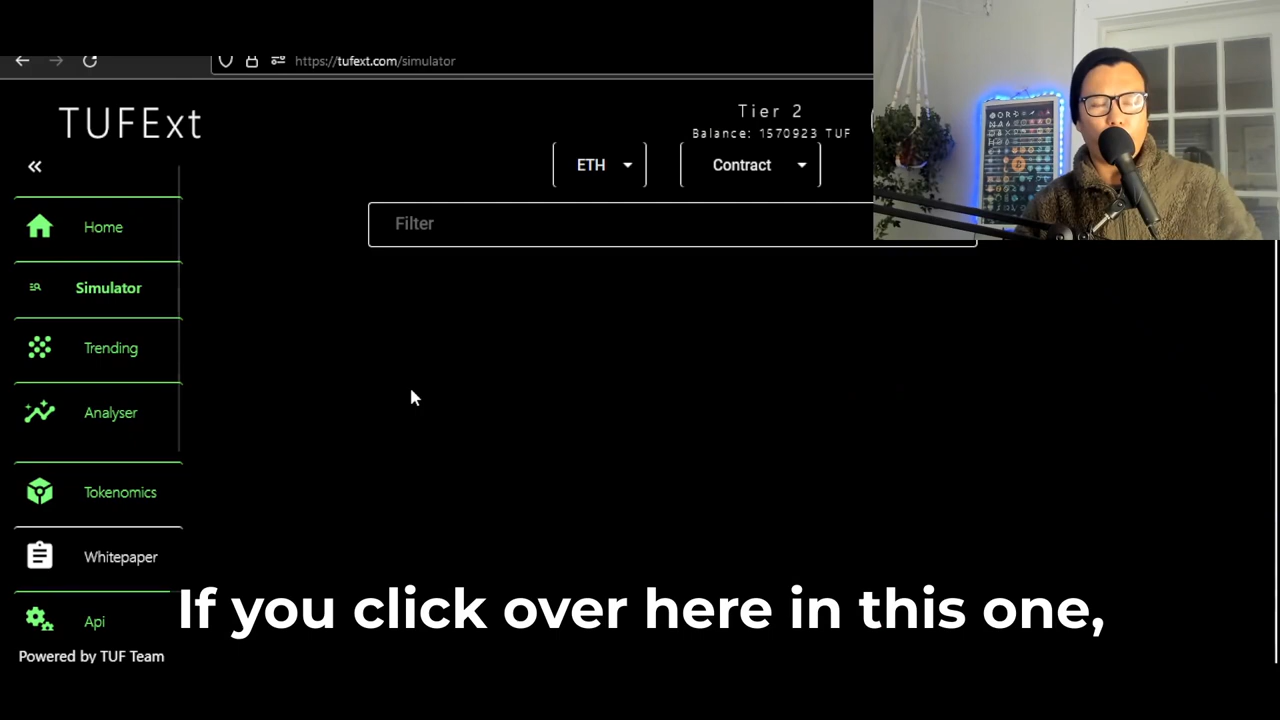 https://tufext.com/simulator
TUFExt
Tier 2
Balance: 1570923 TUF
ETH
Contract
Filter
Home
Simulator
Trending
Analyser
Tokenomics
Whitepaper
Api
Powered by TUF Team
If you click over here in this one,